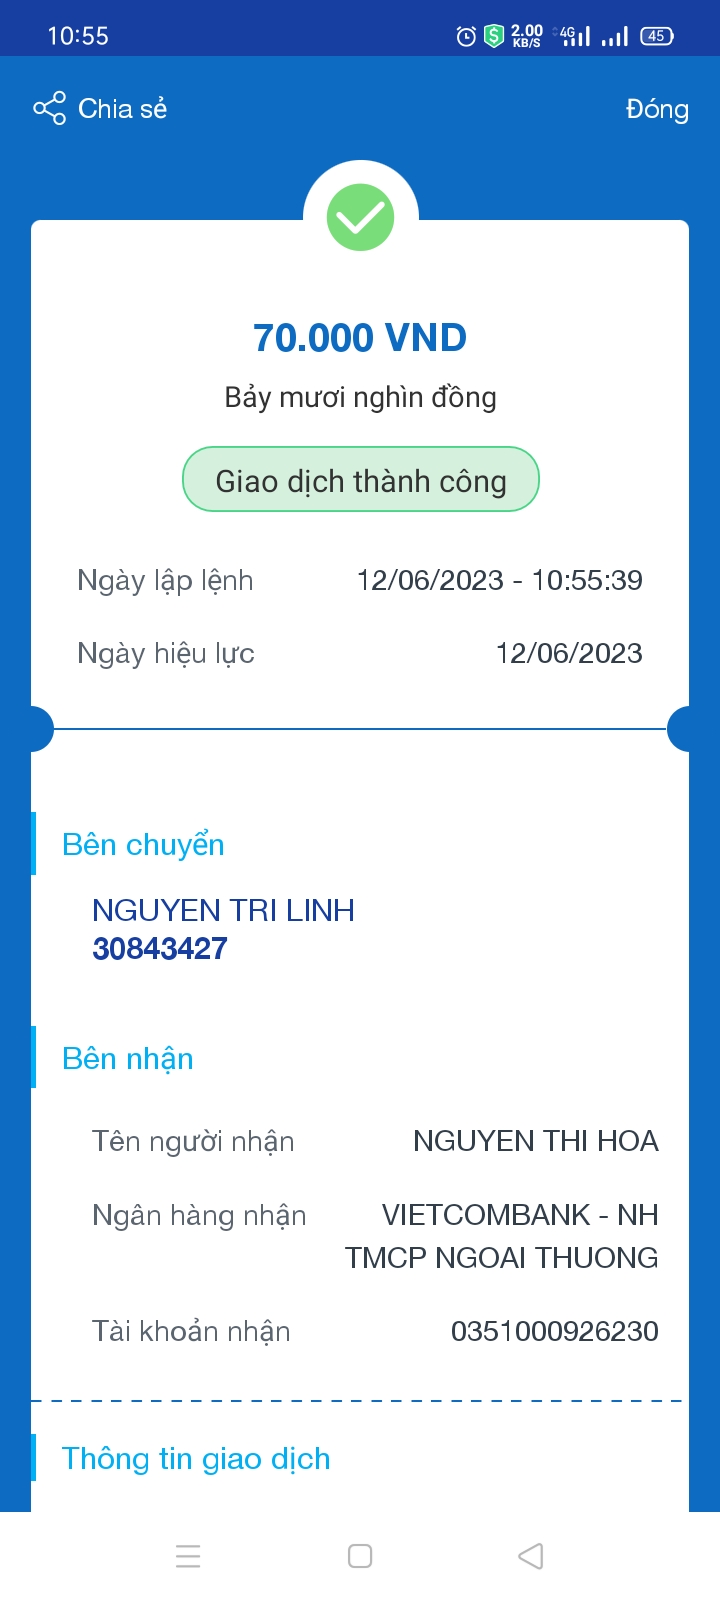 10:55
2.00
KB/S
4G
45
Chia sẻ
Đóng
70.000 VND
Bảy mươi nghìn đồng
Giao dịch thành công
Ngày lập lệnh 12/06/2023 - 10:55:39
Ngày hiệu lực 12/06/2023
Bên chuyển
NGUYEN TRI LINH
30843427
Bên nhận
Tên người nhận NGUYEN THI HOA
Ngân hàng nhận VIETCOMBANK - NH
TMCP NGOAI THUONG
Tài khoản nhận 0351000926230
Thông tin giao dịch